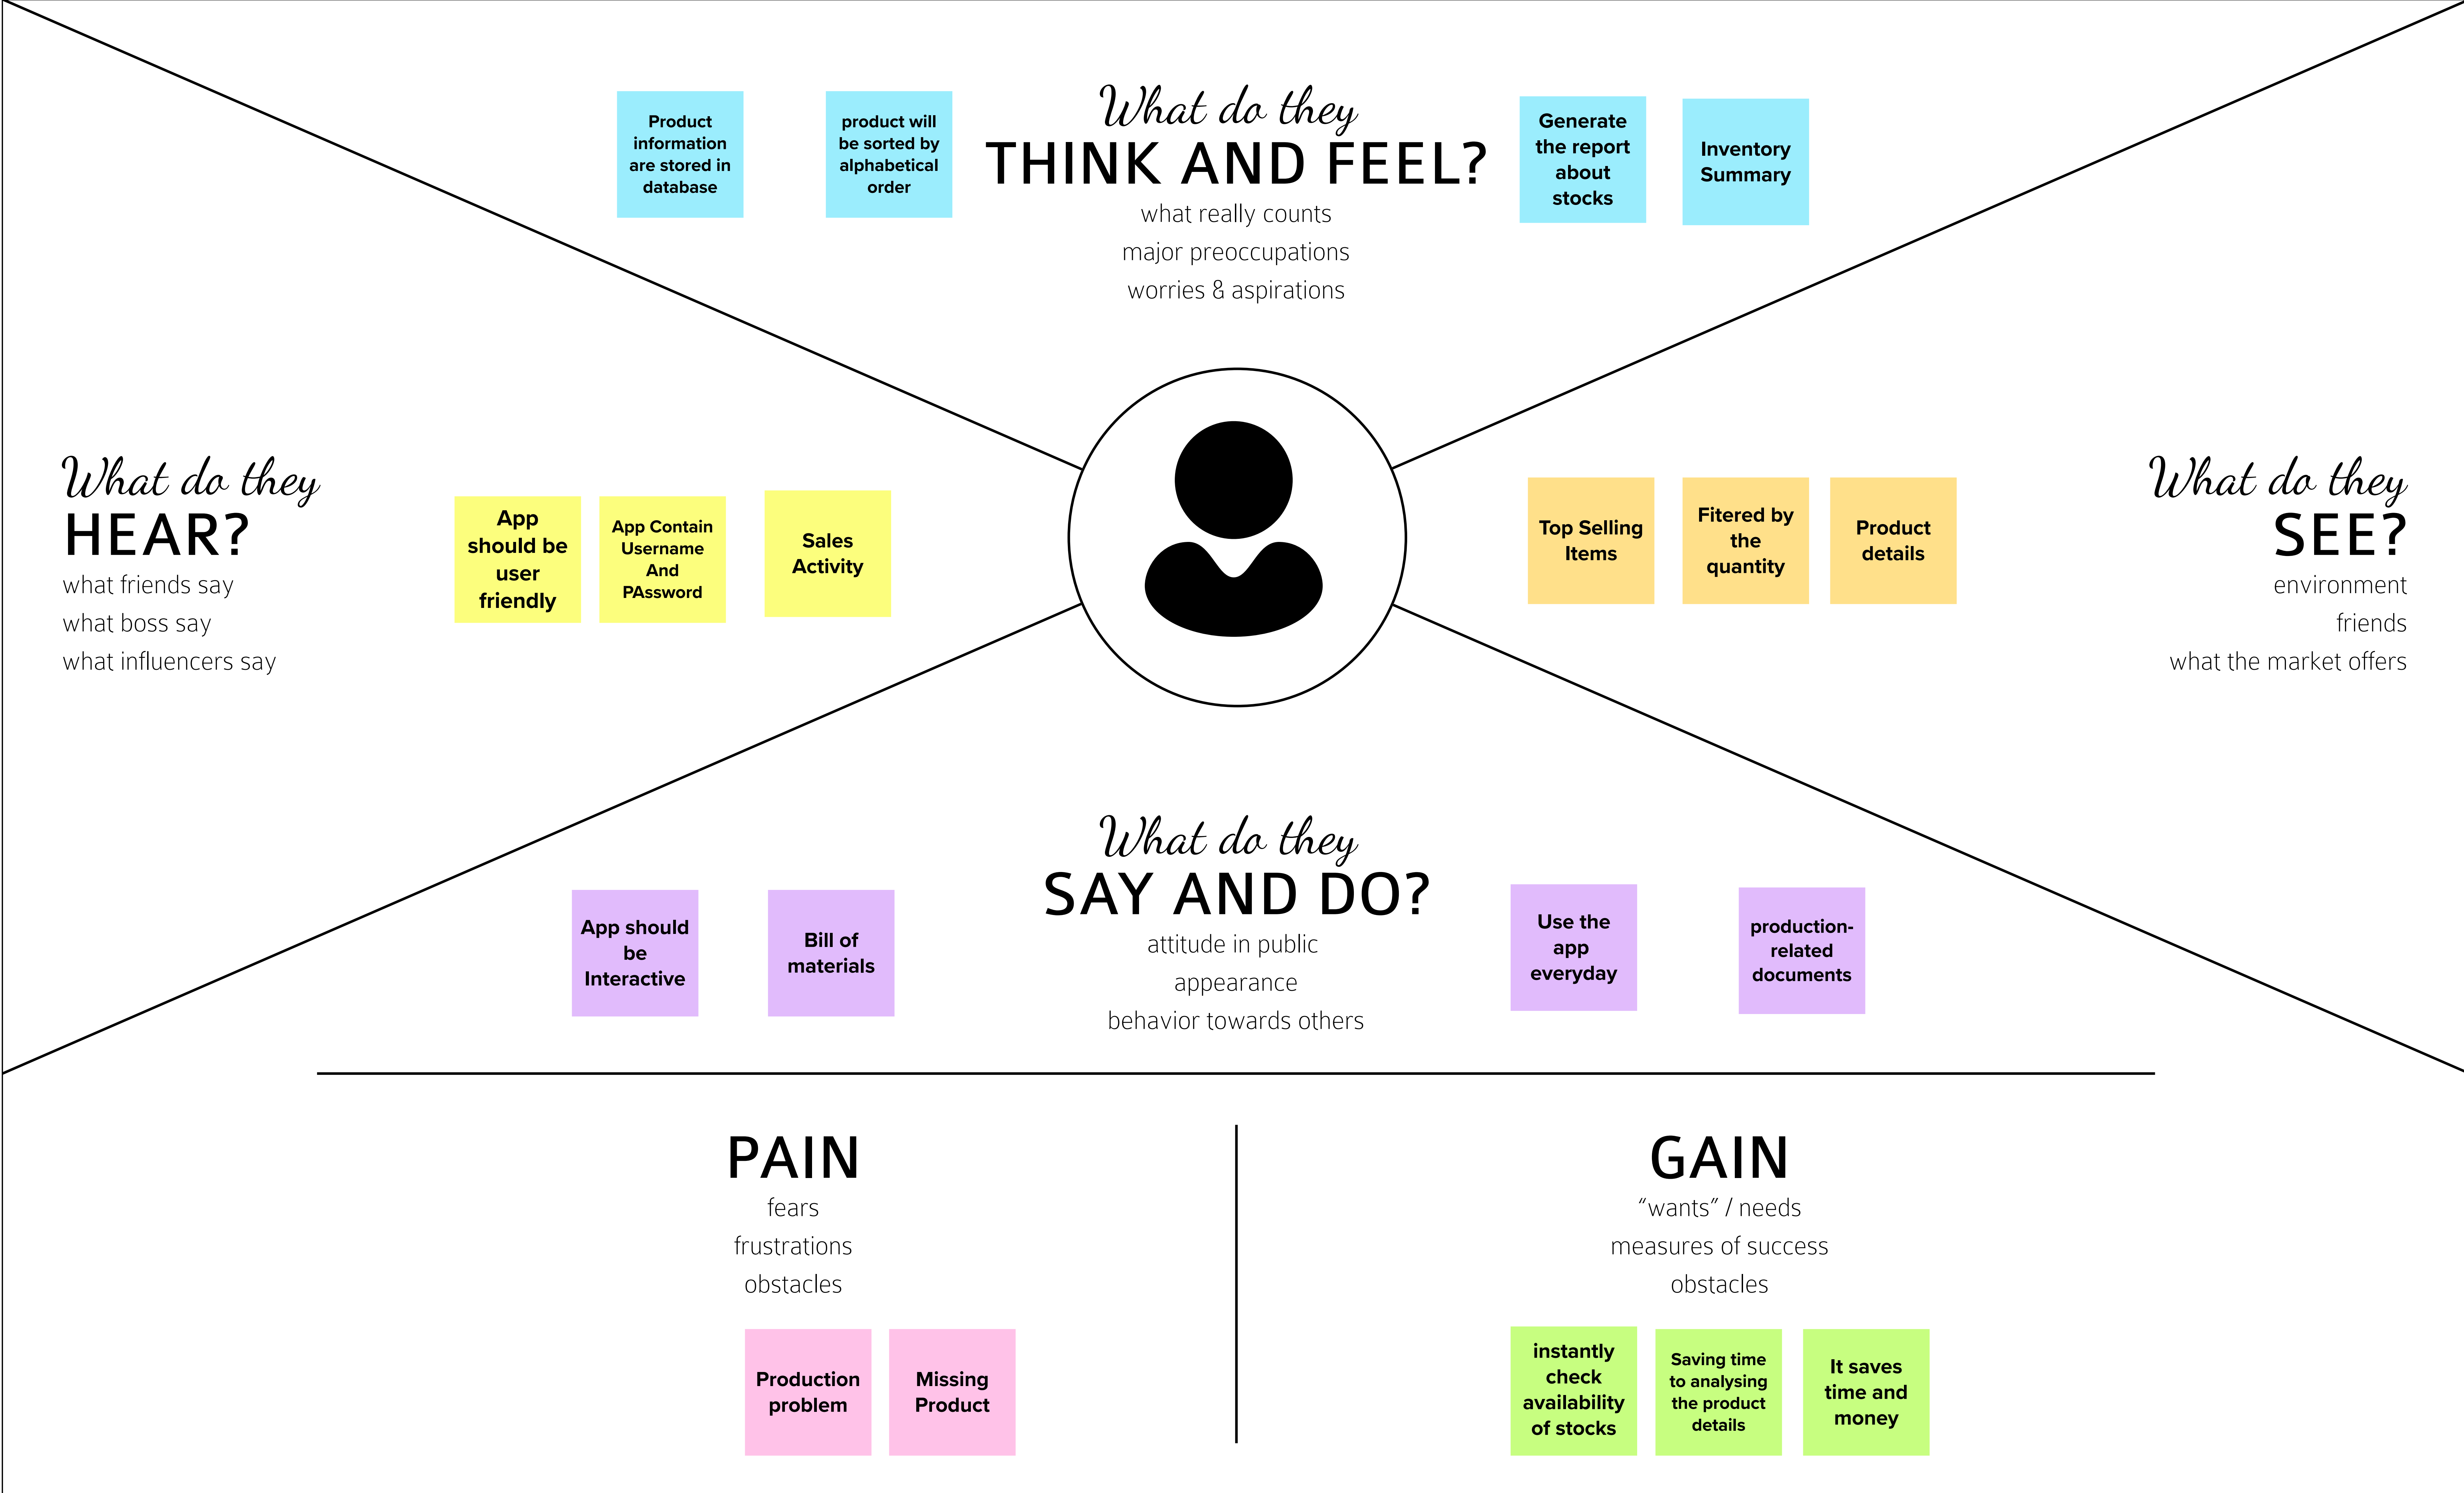 What do they
THINK AND FEEL?
what really counts
major preoccupations
worries & aspirations
Product
information
are stored in
database
product will
be sorted by
alphabetical
order
Generate
the report
about
stocks
Inventory
Summary
What do they
HEAR?
what friends say
what boss say
what influencers say
App
should be
user
friendly
App Contain
Username
And
PAssword
Sales
Activity
Top Selling
Items
Fitered by
the
quantity
Product
details
What do they
SEE?
environment
friends
what the market offers
What do they
SAY AND DO?
attitude in public
appearance
behavior towards others
App should
be
Interactive
Bill of
materials
Use the
app
everyday
production-
related
documents
PAIN
fears
frustrations
obstacles
Production
problem
Missing
Product
GAIN
“wants” / needs
measures of success
obstacles
instantly
check
availability
of stocks
Saving time
to analysing
the product
details
It saves
time and
money